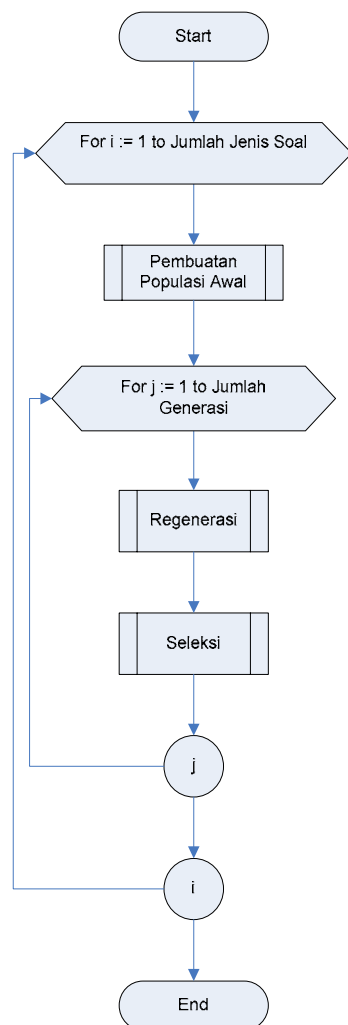 Start
For i := 1 to Jumlah Jenis Soal
Pembuatan
Populasi Awal
For j := 1 to Jumlah
Generasi
Regenerasi
Seleksi
j
i
End